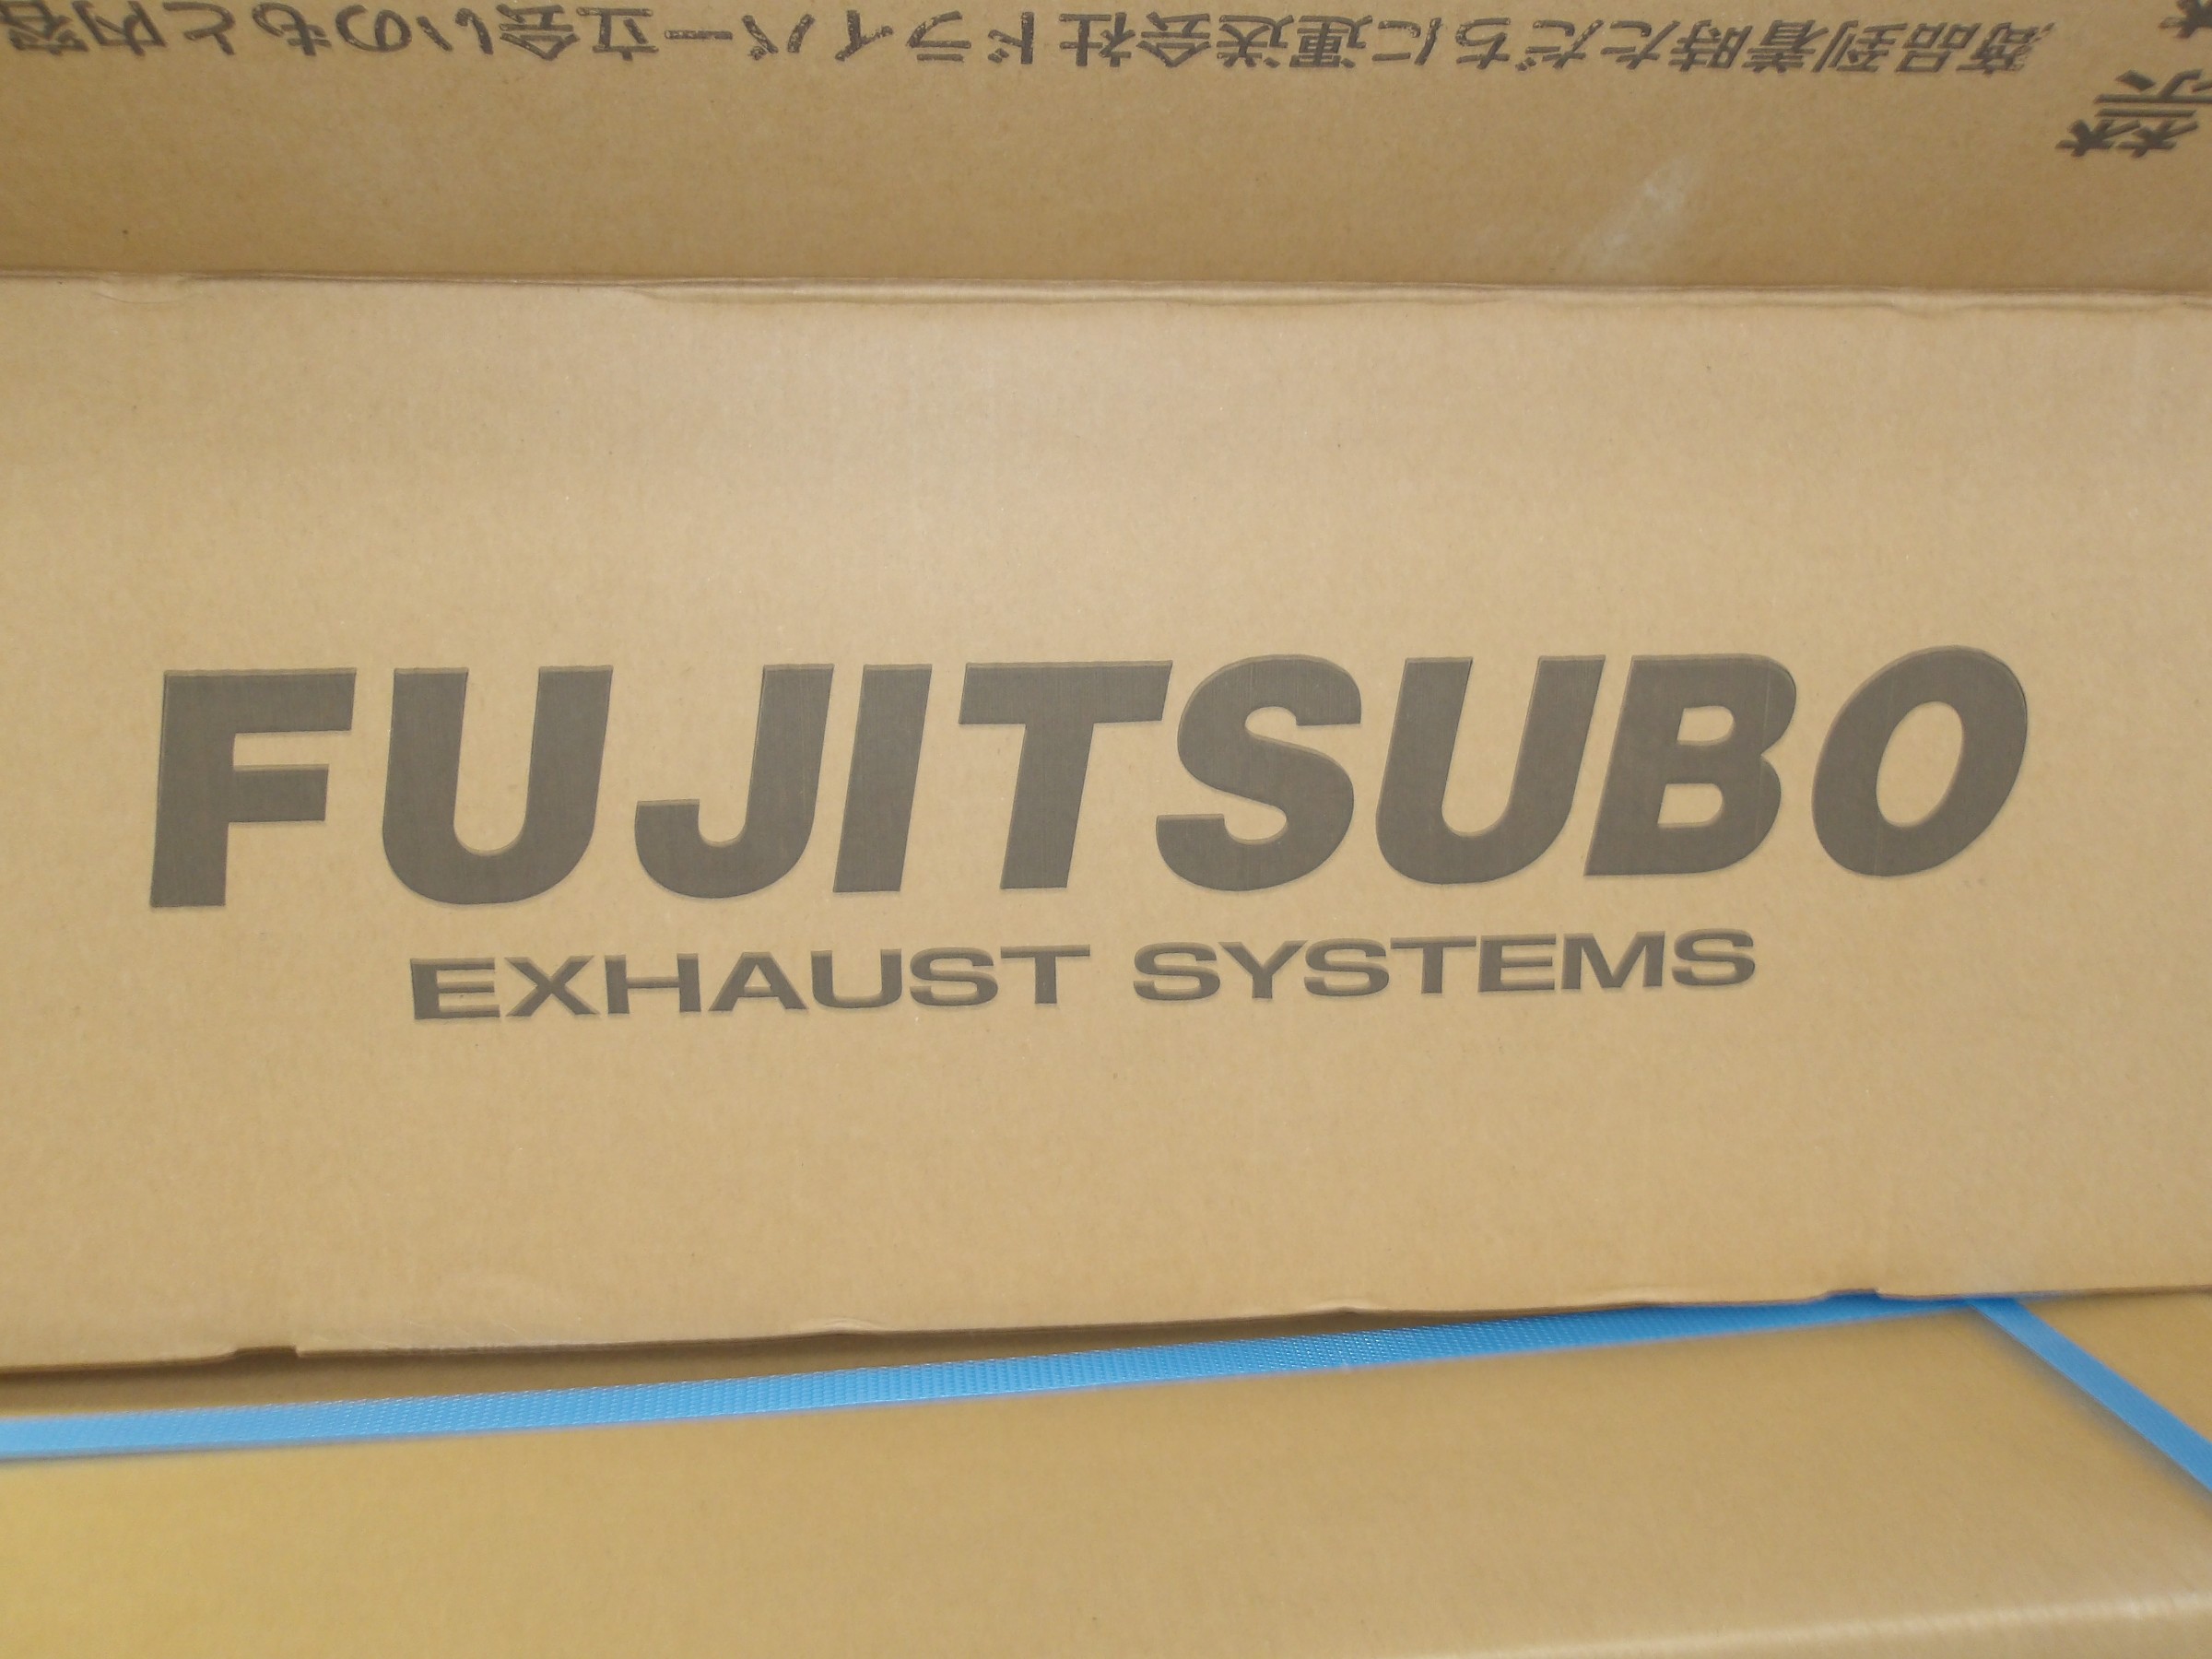 商品到着時ただちに運送会社ドライバー立会いのもと内容
FUJITSUBO
EXHAUST SYSTEMS